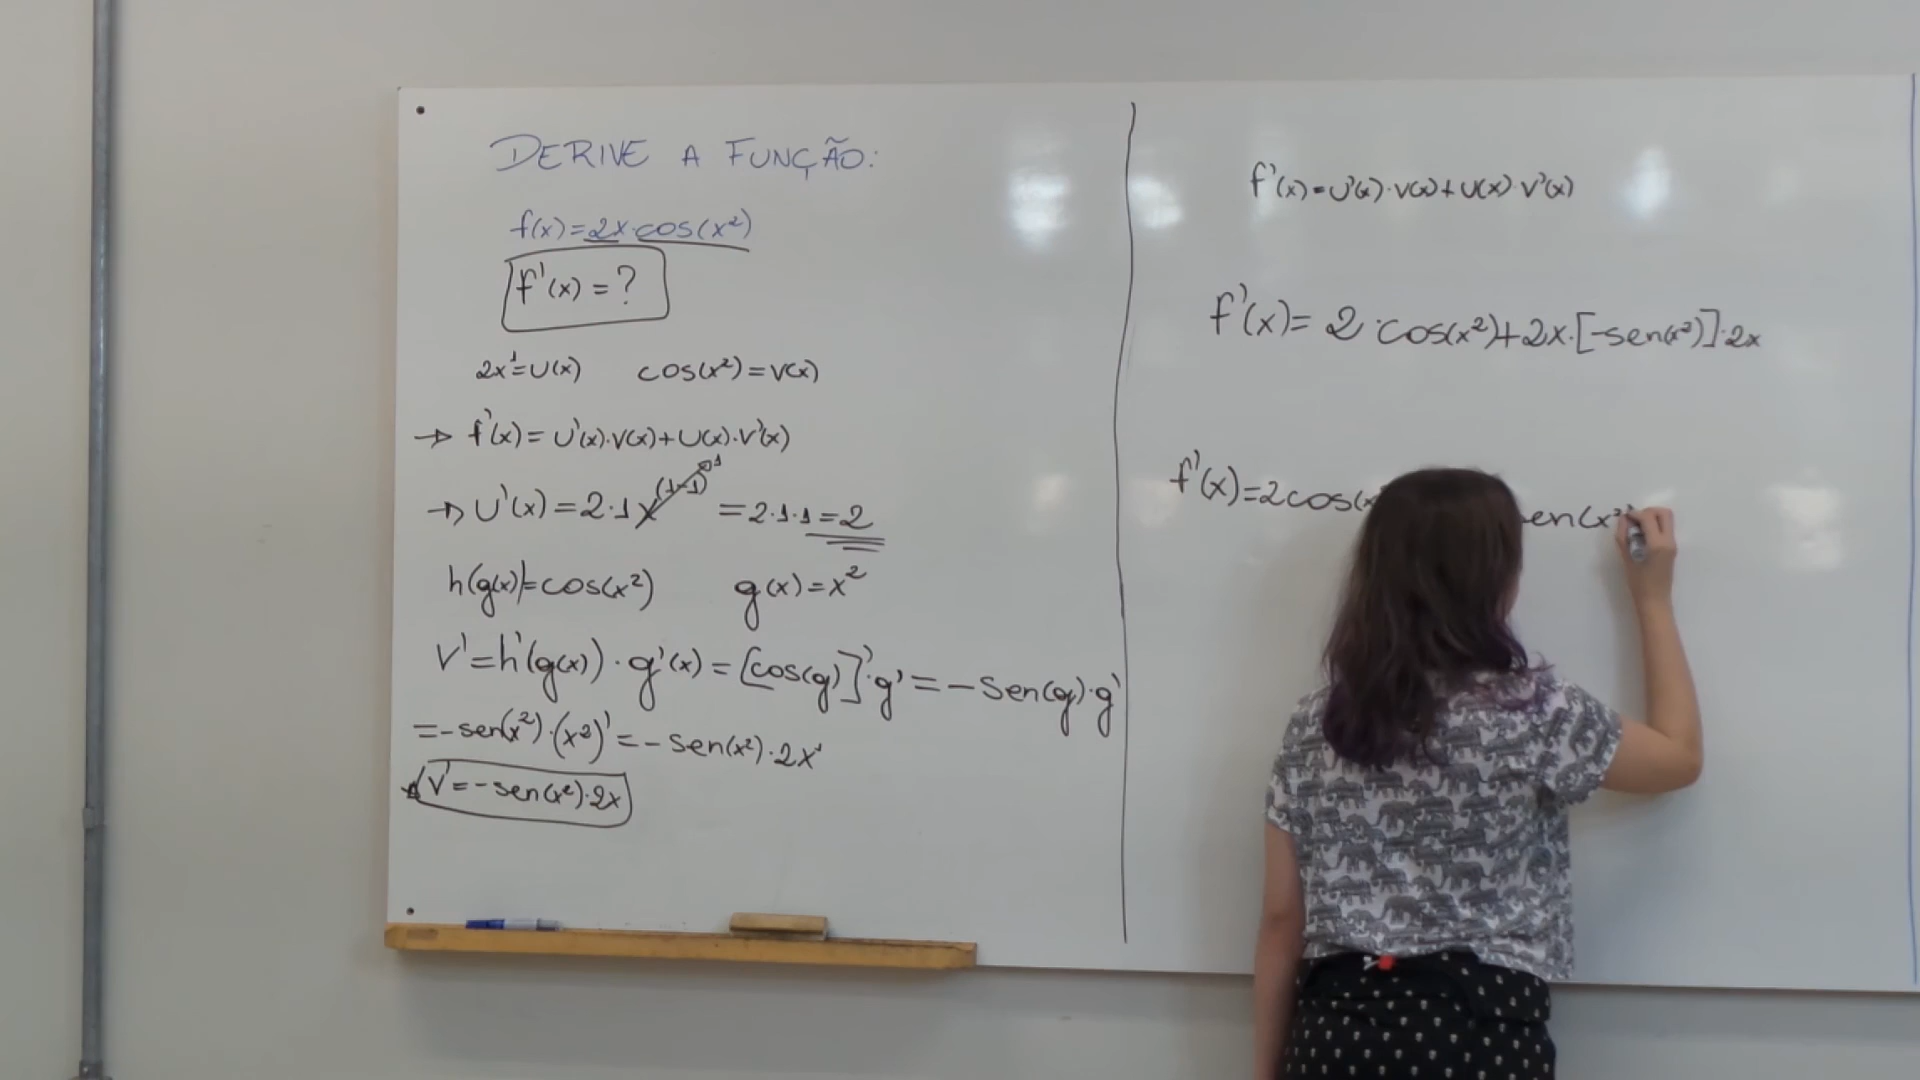 DERIVE A FUNÇÃO:
f(x)=2x·cos(x²)
f'(x) = ?
2x¹=U(x) cos(x²)=V(x)
→ f'(x)= U'(x)·V(x)+U(x)·V'(x)
→ U'(x) = 2·1x⁽¹⁻¹⁾ ¹ =2·1·1=2
h(g(x))=cos(x²) g(x)=x²
V'=h'(g(x))·g'(x)=[cos(g)]'·g'=-sen(g)·g'
=-sen(x²)·(x²)'=-sen(x²)·2x¹
V'=-sen(x²)·2x
f'(x)=U'(x)·V(x)+U(x)·V'(x)
f'(x)= 2·cos(x²)+2x·[-sen(x²)]·2x
f'(x)=2cos(x en(x²)